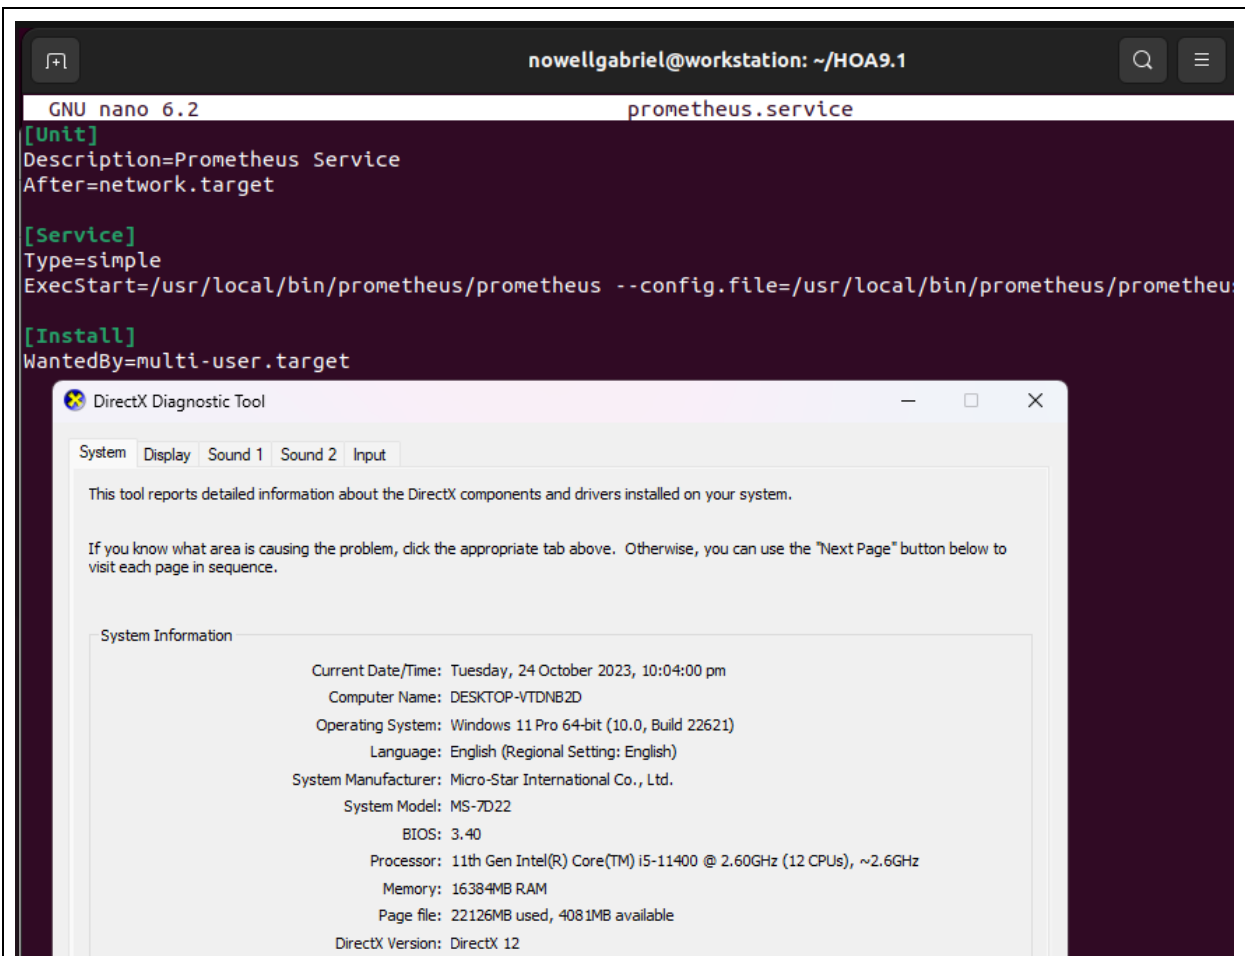 nowellgabriel@workstation: ~/HOA9.1
GNU nano 6.2 prometheus.service
[Unit]
Description=Prometheus Service
After=network.target
[Service]
Type=simple
ExecStart=/usr/local/bin/prometheus/prometheus --config.file=/usr/local/bin/prometheus/prometheus
[Install]
WantedBy=multi-user.target
DirectX Diagnostic Tool
System Display Sound 1 Sound 2 Input
This tool reports detailed information about the DirectX components and drivers installed on your system.
If you know what area is causing the problem, click the appropriate tab above. Otherwise, you can use the "Next Page" button below to
visit each page in sequence.
System Information
Current Date/Time: Tuesday, 24 October 2023, 10:04:00 pm
Computer Name: DESKTOP-VTDNB2D
Operating System: Windows 11 Pro 64-bit (10.0, Build 22621)
Language: English (Regional Setting: English)
System Manufacturer: Micro-Star International Co., Ltd.
System Model: MS-7D22
BIOS: 3.40
Processor: 11th Gen Intel(R) Core(TM) i5-11400 @ 2.60GHz (12 CPUs), ~2.6GHz
Memory: 16384MB RAM
Page file: 22126MB used, 4081MB available
DirectX Version: DirectX 12